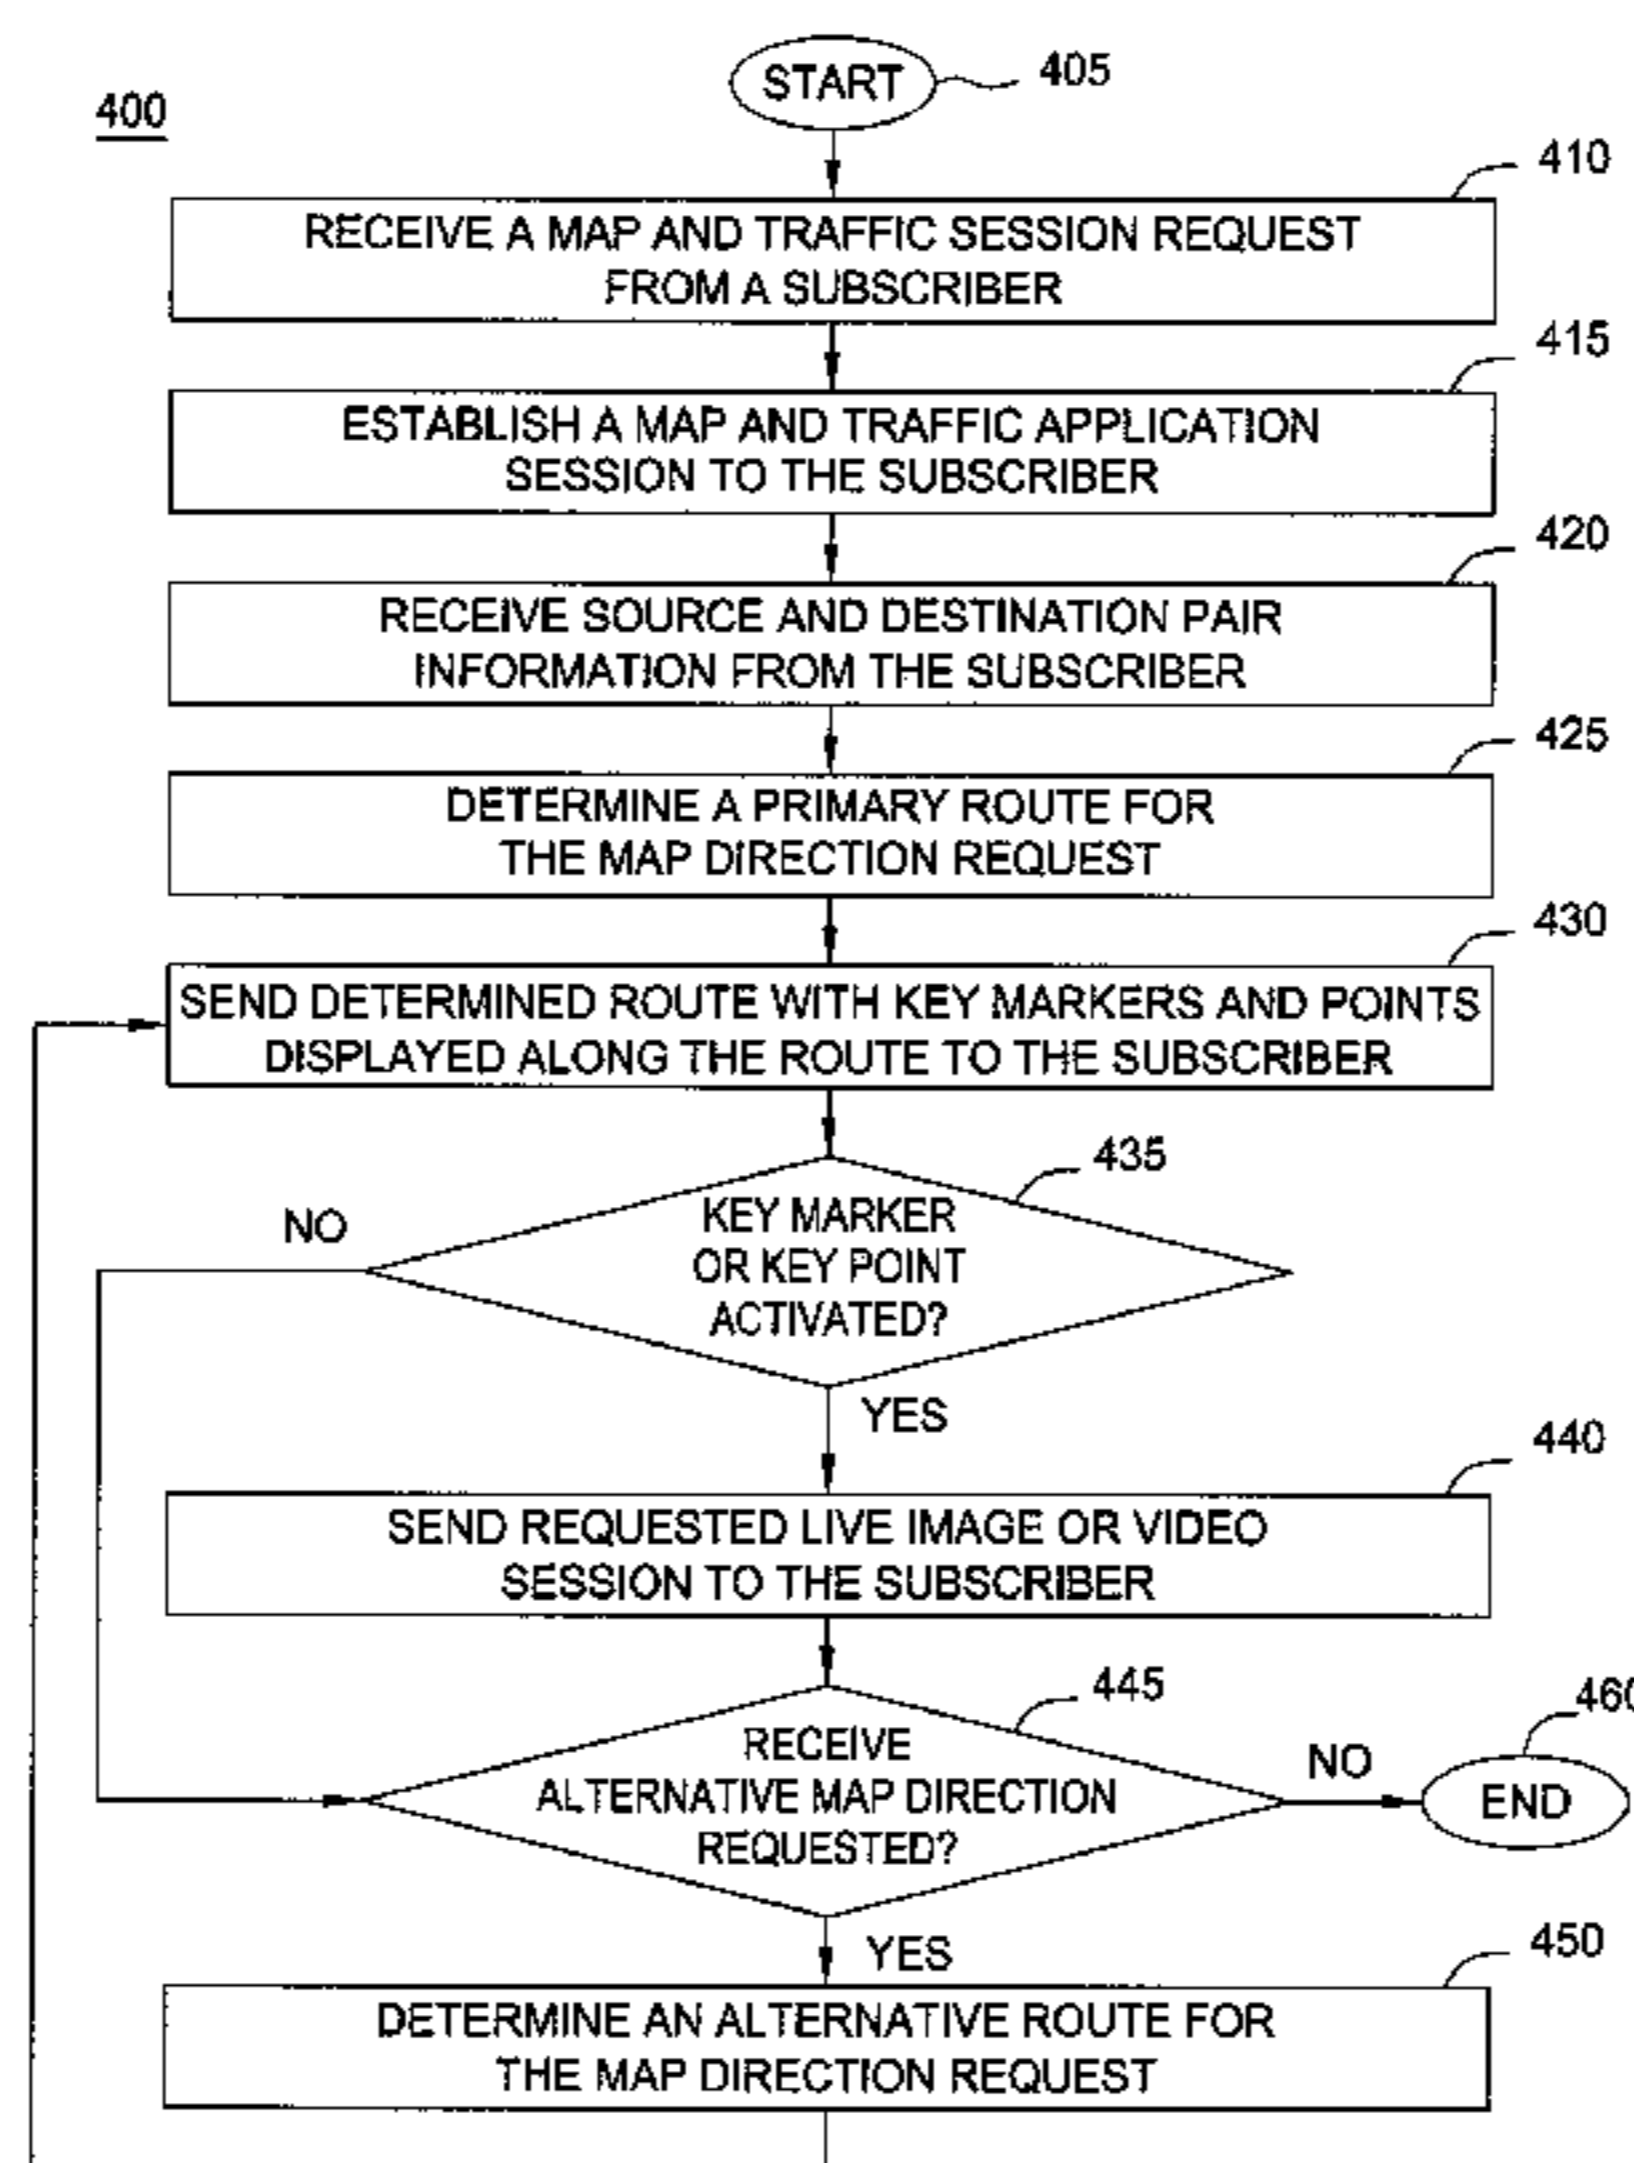 400
START
405
410
RECEIVE A MAP AND TRAFFIC SESSION REQUEST
FROM A SUBSCRIBER
415
ESTABLISH A MAP AND TRAFFIC APPLICATION
SESSION TO THE SUBSCRIBER
420
RECEIVE SOURCE AND DESTINATION PAIR
INFORMATION FROM THE SUBSCRIBER
425
DETERMINE A PRIMARY ROUTE FOR
THE MAP DIRECTION REQUEST
430
SEND DETERMINED ROUTE WITH KEY MARKERS AND POINTS
DISPLAYED ALONG THE ROUTE TO THE SUBSCRIBER
435
NO
KEY MARKER
OR KEY POINT
ACTIVATED?
YES
440
SEND REQUESTED LIVE IMAGE OR VIDEO
SESSION TO THE SUBSCRIBER
445
460
RECEIVE
ALTERNATIVE MAP DIRECTION
REQUESTED?
NO
END
YES
450
DETERMINE AN ALTERNATIVE ROUTE FOR
THE MAP DIRECTION REQUEST